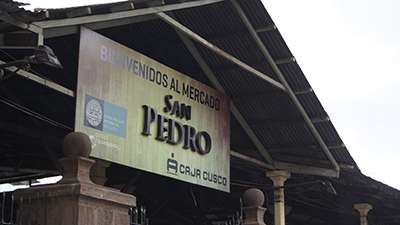 BIENVENIDOS AL MERCADO
SAN
PEDRO
CAJA CUSCO